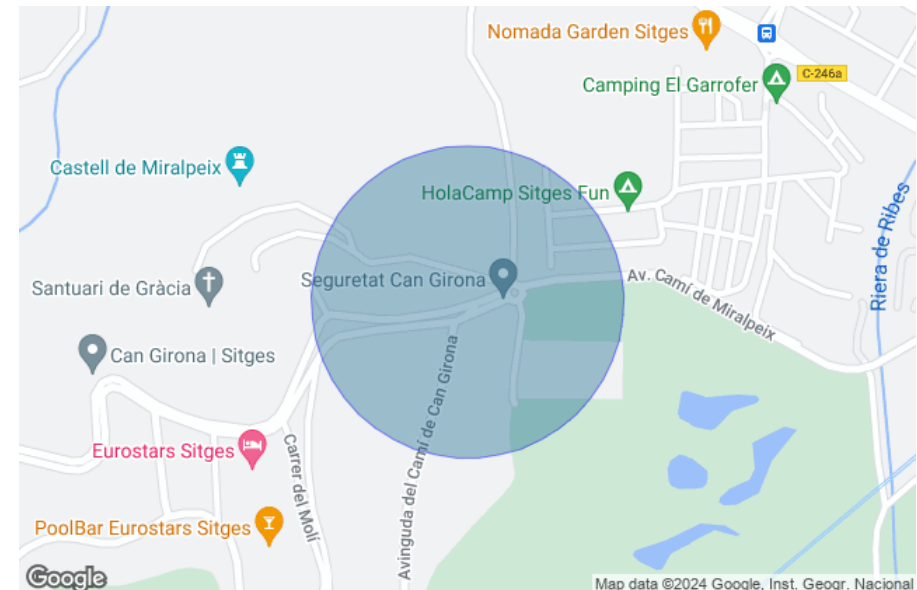 Nomada Garden Sitges
C-246a
Camping El Garrofer
Castell de Miralpeix
HolaCamp Sitges Fun
Riera de Ribes
Seguretat Can Girona
Av. Camí de Miralpeix
Santuari de Gràcia
Can Girona | Sitges
Avinguda del Camí de Can Girona
Eurostars Sitges
Carrer del Molí
PoolBar Eurostars Sitges
Google
Map data ©2024 Google, Inst. Geogr. Nacional